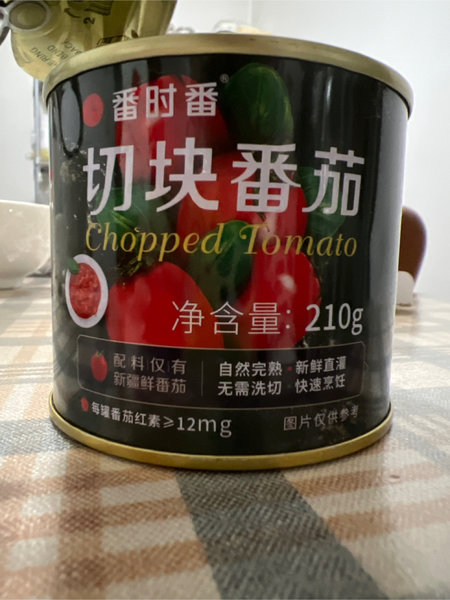 番时番®
切块番茄
Chopped Tomato
净含量: 210g
配料仅有
新疆鲜番茄
自然完熟·新鲜直灌
无需洗切·快速烹饪
每罐番茄红素≥12mg
图片仅供参考